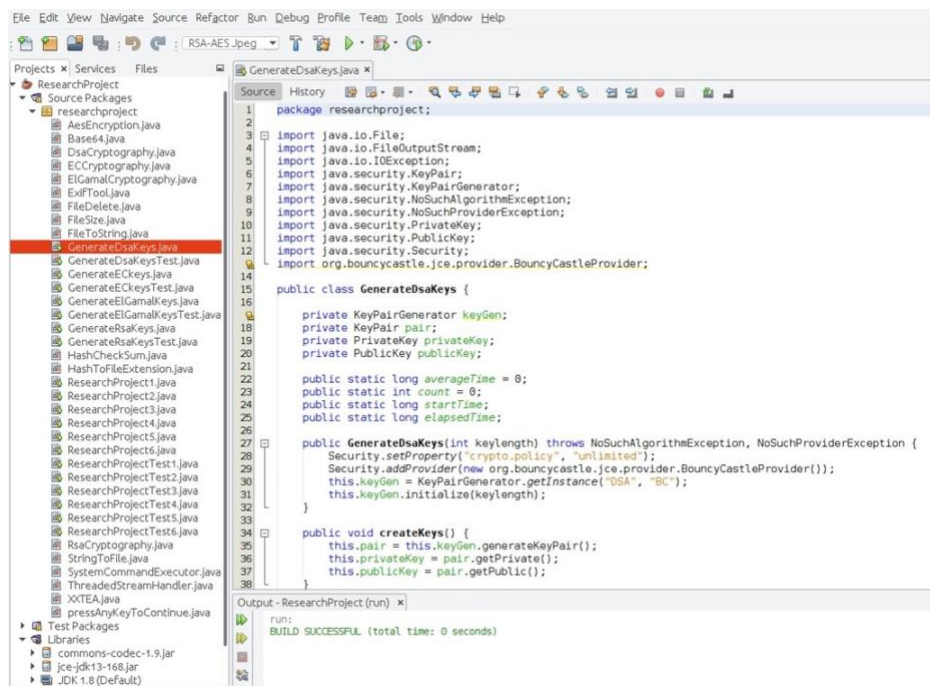 File Edit View Navigate Source Refactor Run Debug Profile Team Tools Window Help
RSA-AES Jpeg
Projects Services Files
ResearchProject
Source Packages
researchproject
AesEncryption.java
Base64.java
DsaCryptography.java
ECCryptography.java
ElGamalCryptography.java
ExifTool.java
FileDelete.java
FileSize.java
FileToString.java
GenerateDsaKeys.java
GenerateDsaKeysTest.java
GenerateECkeys.java
GenerateECkeysTest.java
GenerateElGamalKeys.java
GenerateElGamalKeysTest.java
GenerateRsaKeys.java
GenerateRsaKeysTest.java
HashCheckSum.java
HashToFileExtension.java
ResearchProject1.java
ResearchProject2.java
ResearchProject3.java
ResearchProject4.java
ResearchProject5.java
ResearchProject6.java
ResearchProjectTest1.java
ResearchProjectTest2.java
ResearchProjectTest3.java
ResearchProjectTest4.java
ResearchProjectTest5.java
ResearchProjectTest6.java
RsaCryptography.java
StringToFile.java
SystemCommandExecutor.java
ThreadedStreamHandler.java
XXTEA.java
pressAnyKeyToContinue.java
Test Packages
Libraries
commons-codec-1.9.jar
jce-jdk13-168.jar
JDK 1.8 (Default)
GenerateDsaKeys.java
Source History
1 package researchproject;
2
3 import java.io.File;
4 import java.io.FileOutputStream;
5 import java.io.IOException;
6 import java.security.KeyPair;
7 import java.security.KeyPairGenerator;
8 import java.security.NoSuchAlgorithmException;
9 import java.security.NoSuchProviderException;
10 import java.security.PrivateKey;
11 import java.security.PublicKey;
12 import java.security.Security;
import org.bouncycastle.jce.provider.BouncyCastleProvider;
14
15 public class GenerateDsaKeys {
16
private KeyPairGenerator keyGen;
18 private KeyPair pair;
19 private PrivateKey privateKey;
20 private PublicKey publicKey;
21
22 public static long averageTime = 0;
23 public static int count = 0;
24 public static long startTime;
25 public static long elapsedTime;
26
27 public GenerateDsaKeys(int keylength) throws NoSuchAlgorithmException, NoSuchProviderException {
28 Security.setProperty("crypto.policy", "unlimited");
29 Security.addProvider(new org.bouncycastle.jce.provider.BouncyCastleProvider());
30 this.keyGen = KeyPairGenerator.getInstance("DSA", "BC");
31 this.keyGen.initialize(keylength);
32 }
33
34 public void createKeys() {
35 this.pair = this.keyGen.generateKeyPair();
36 this.privateKey = pair.getPrivate();
37 this.publicKey = pair.getPublic();
38 }
Output - ResearchProject (run)
run:
BUILD SUCCESSFUL (total time: 0 seconds)